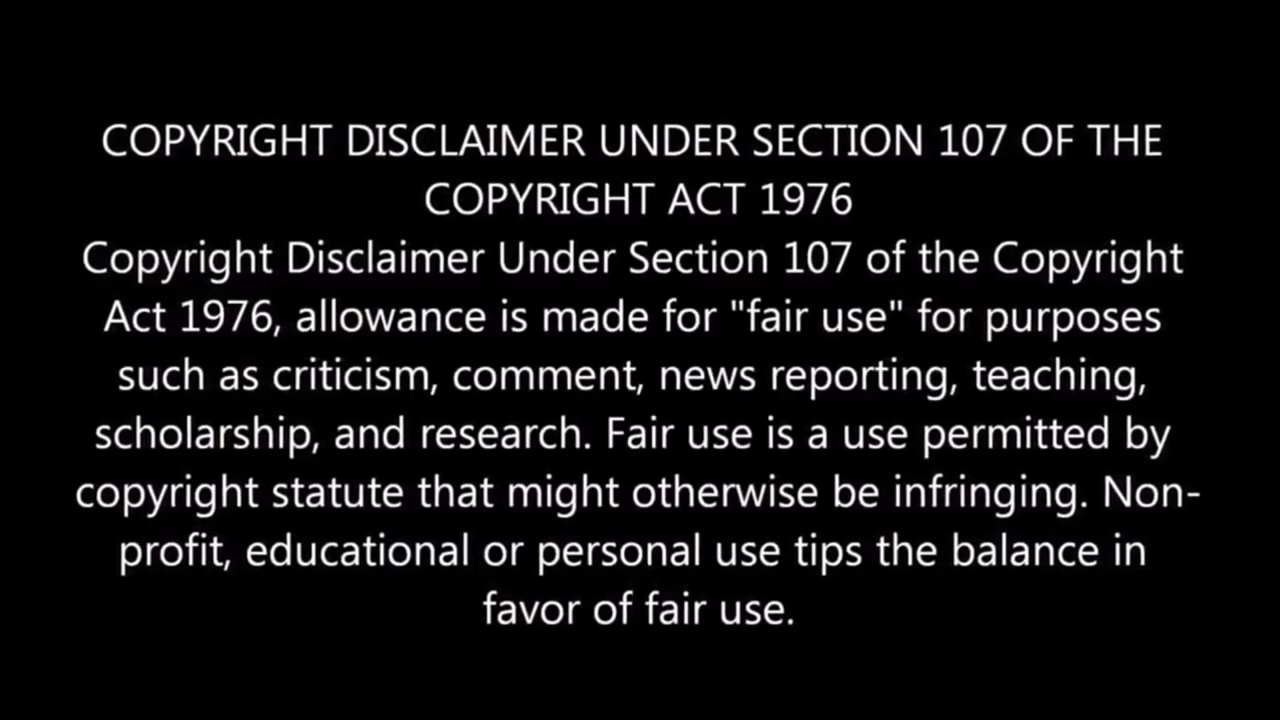 COPYRIGHT DISCLAIMER UNDER SECTION 107 OF THE
COPYRIGHT ACT 1976
Copyright Disclaimer Under Section 107 of the Copyright
Act 1976, allowance is made for "fair use" for purposes
such as criticism, comment, news reporting, teaching,
scholarship, and research. Fair use is a use permitted by
copyright statute that might otherwise be infringing. Non-
profit, educational or personal use tips the balance in
favor of fair use.